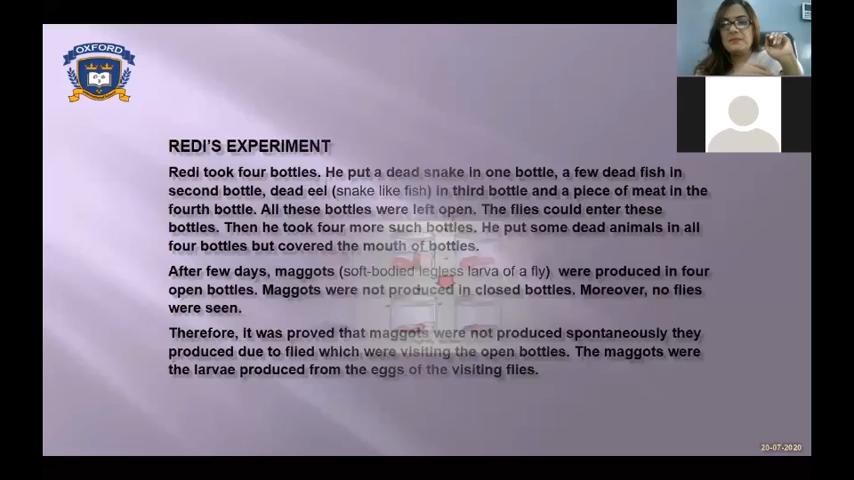 OXFORD
REDI'S EXPERIMENT
Redi took four bottles. He put a dead snake in one bottle, a few dead fish in
second bottle, dead eel (snake like fish) in third bottle and a piece of meat in the
fourth bottle. All these bottles were left open. The flies could enter these
bottles. Then he took four more such bottles. He put some dead animals in all
four bottles but covered the mouth of bottles.
After few days, maggots (soft-bodied legless larva of a fly) were produced in four
open bottles. Maggots were not produced in closed bottles. Moreover, no flies
were seen.
Therefore, it was proved that maggots were not produced spontaneously they
produced due to flied which were visiting the open bottles. The maggots were
the larvae produced from the eggs of the visiting flies.
20-07-2020